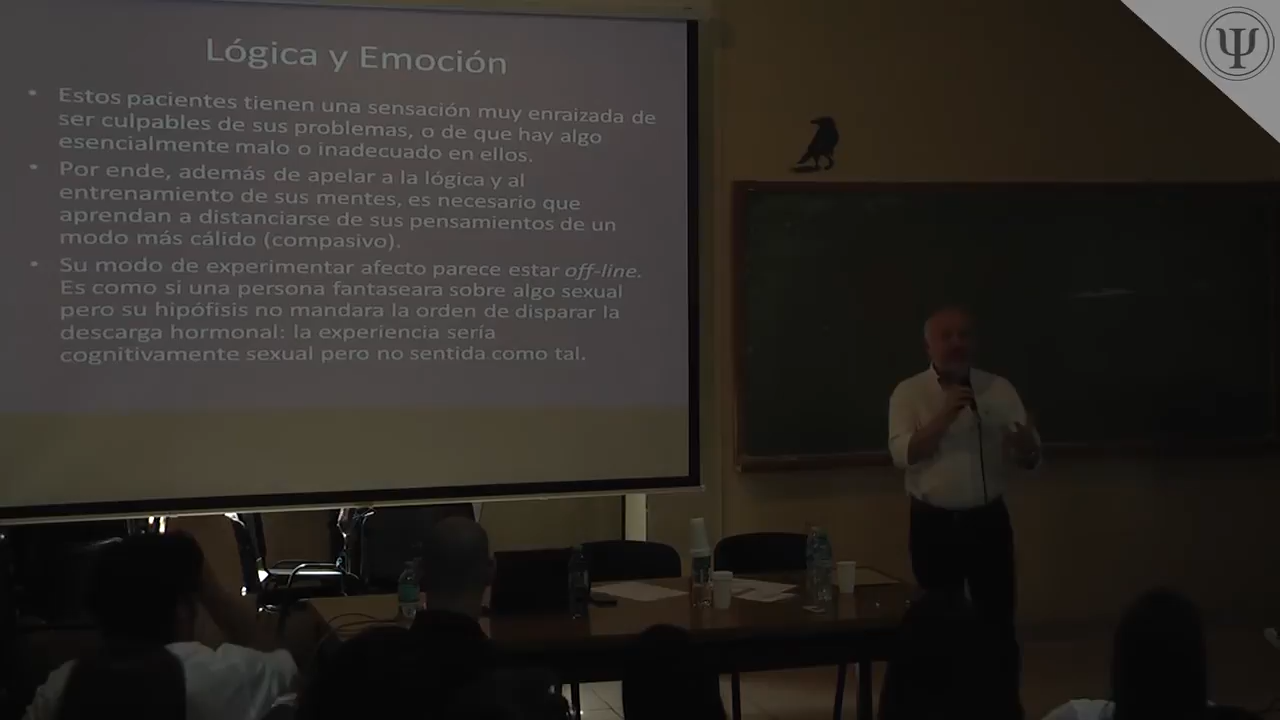 Lógica y Emoción
• Estos pacientes tienen una sensación muy enraizada de
ser culpables de sus problemas, o de que hay algo
esencialmente malo o inadecuado en ellos.
• Por ende, además de apelar a la lógica y al
entrenamiento de sus mentes, es necesario que
aprendan a distanciarse de sus pensamientos de un
modo más cálido (compasivo).
• Su modo de experimentar afecto parece estar off-line.
Es como si una persona fantaseara sobre algo sexual
pero su hipófisis no mandara la orden de disparar la
descarga hormonal: la experiencia sería
cognitivamente sexual pero no sentida como tal.
Ψ